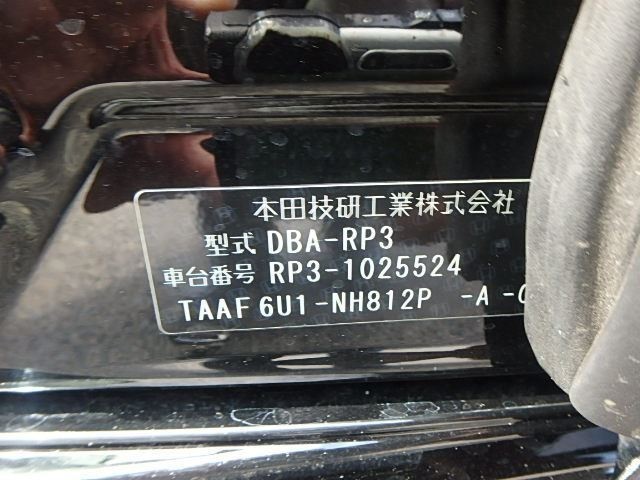 本田技研工業株式会社
型式 DBA-RP3
車台番号 RP3-1025524
TAAF 6U1-NH812P -A -